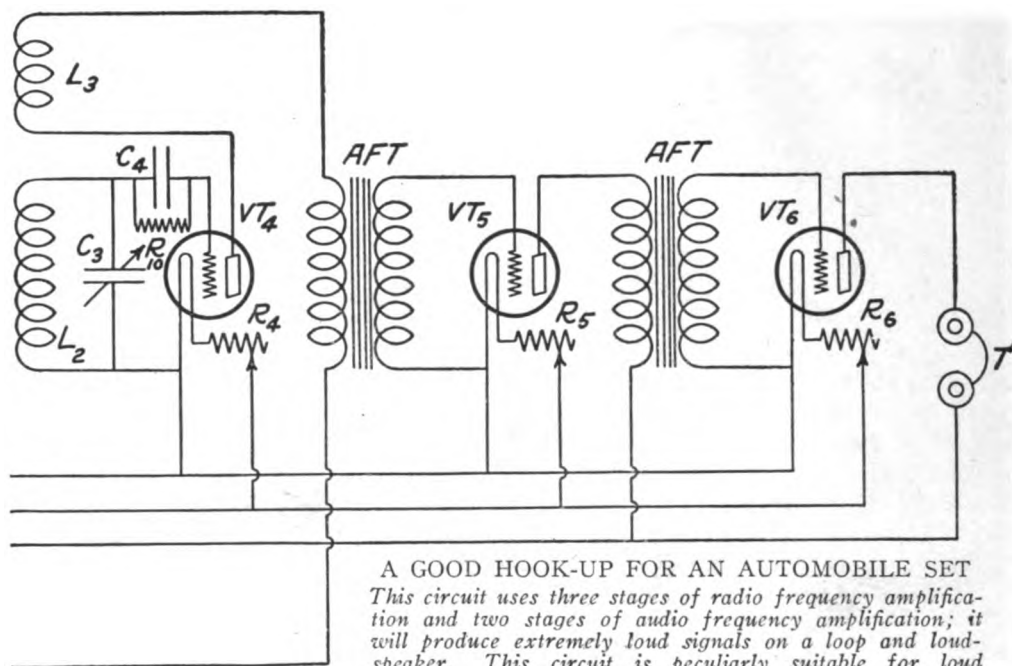 L3
C4
AFT
AFT
VT4
VT5
VT6
C3
R10
R4
R5
R6
L2
T
A GOOD HOOK-UP FOR AN AUTOMOBILE SET
This circuit uses three stages of radio frequency amplifica-
tion and two stages of audio frequency amplification; it
will produce extremely loud signals on a loop and loud-
speaker. This circuit is peculiarly suitable for loud